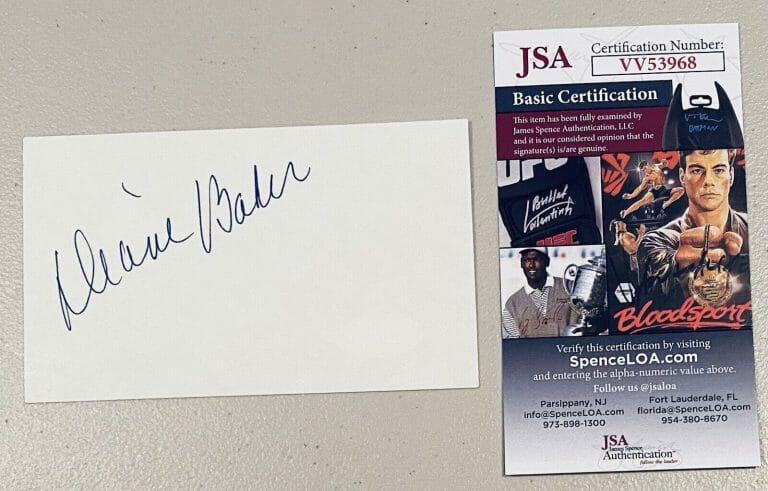 Diane Baker
JSA
Certification Number:
VV53968
Basic Certification
This item has been fully examined by
James Spence Authentication, LLC
and it is our considered opinion that the
signature(s) is/are genuine.
UFC
Bloodsport
Verify this certification by visiting
SpenceLOA.com
and entering the alpha-numeric value above.
Follow us @jsaloa
Parsippany, NJ
info@SpenceLOA.com
973-898-1300
Fort Lauderdale, FL
florida@SpenceLOA.com
954-380-8670
JSA
James Spence
Authentication
follow the leader